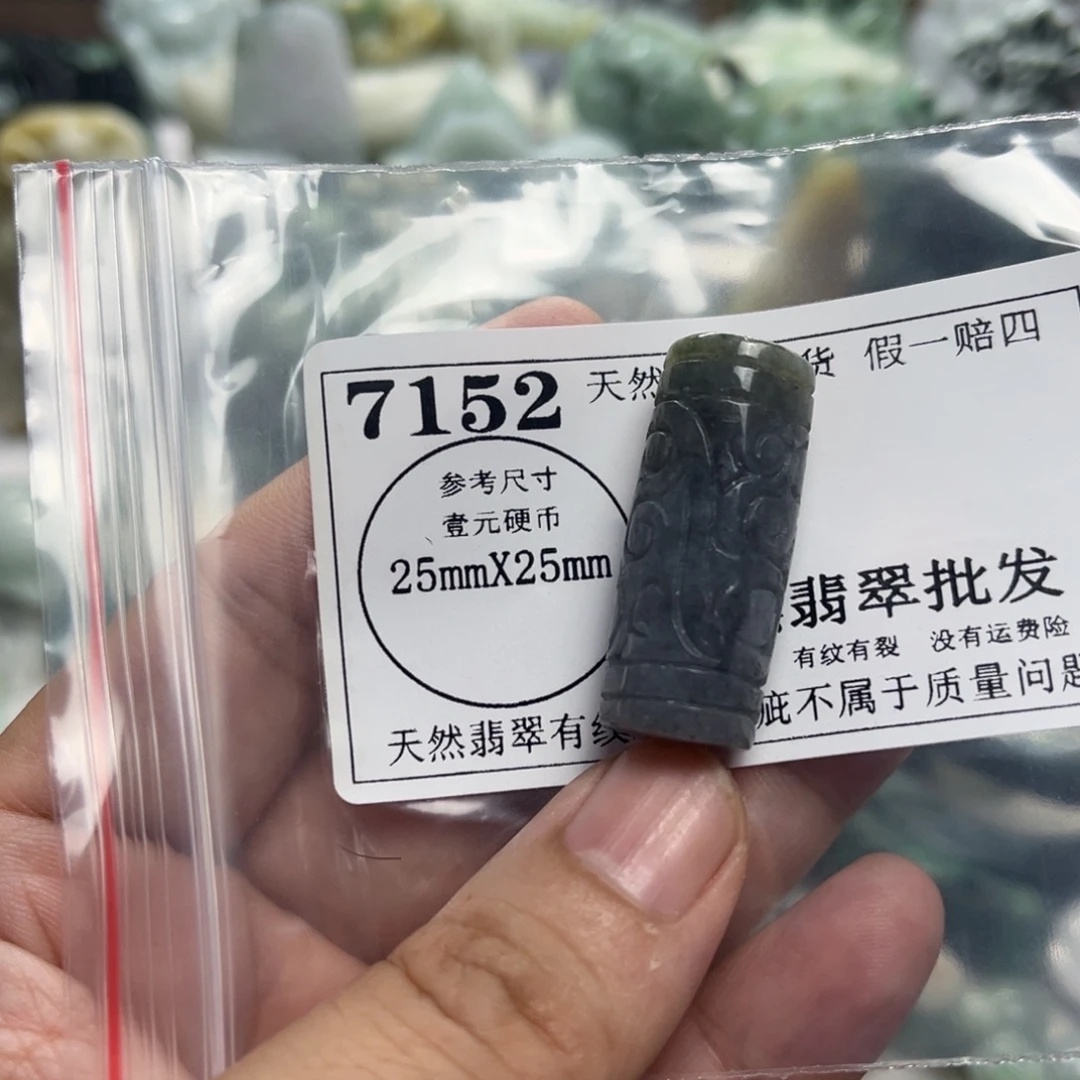 7152
天然 货 假一赔四
参考尺寸
壹元硬币
25mmX25mm
翡翠批发
有纹有裂 没有运费险
天然翡翠有纹 疵不属于质量问题